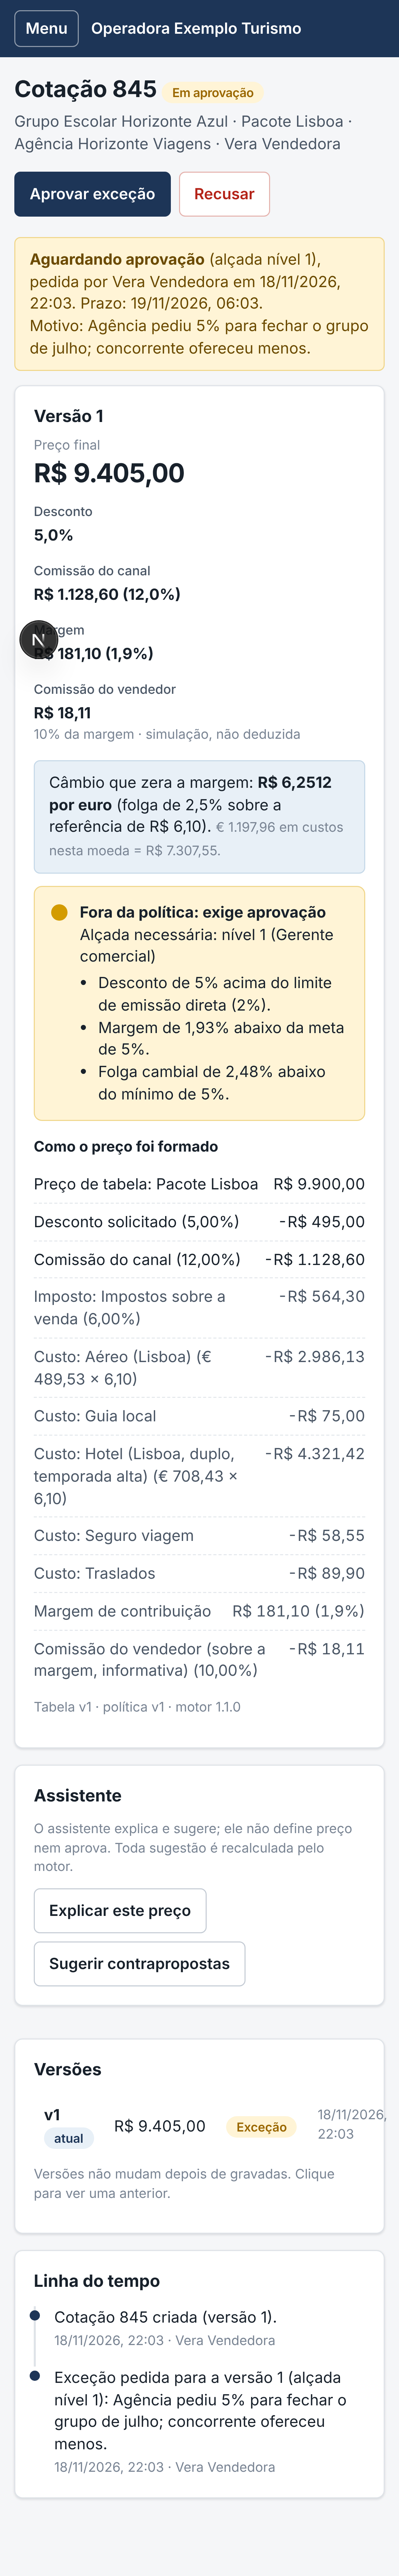 Menu
Operadora Exemplo Turismo
Cotação 845
Em aprovação
Grupo Escolar Horizonte Azul · Pacote Lisboa ·
Agência Horizonte Viagens · Vera Vendedora
Aprovar exceção
Recusar
Aguardando aprovação (alçada nível 1),
pedida por Vera Vendedora em 18/11/2026,
22:03. Prazo: 19/11/2026, 06:03.
Motivo: Agência pediu 5% para fechar o grupo
de julho; concorrente ofereceu menos.
Versão 1
Preço final
R$ 9.405,00
Desconto
5,0%
Comissão do canal
R$ 1.128,60 (12,0%)
N
Margem
R$ 181,10 (1,9%)
Comissão do vendedor
R$ 18,11
10% da margem · simulação, não deduzida
Câmbio que zera a margem: R$ 6,2512
por euro (folga de 2,5% sobre a
referência de R$ 6,10). € 1.197,96 em custos
nesta moeda = R$ 7.307,55.
Fora da política: exige aprovação
Alçada necessária: nível 1 (Gerente
comercial)
• Desconto de 5% acima do limite
de emissão direta (2%).
• Margem de 1,93% abaixo da meta
de 5%.
• Folga cambial de 2,48% abaixo
do mínimo de 5%.
Como o preço foi formado
Preço de tabela: Pacote Lisboa R$ 9.900,00
Desconto solicitado (5,00%) -R$ 495,00
Comissão do canal (12,00%) -R$ 1.128,60
Imposto: Impostos sobre a -R$ 564,30
venda (6,00%)
Custo: Aéreo (Lisboa) (€ -R$ 2.986,13
489,53 × 6,10)
Custo: Guia local -R$ 75,00
Custo: Hotel (Lisboa, duplo, -R$ 4.321,42
temporada alta) (€ 708,43 ×
6,10)
Custo: Seguro viagem -R$ 58,55
Custo: Traslados -R$ 89,90
Margem de contribuição R$ 181,10 (1,9%)
Comissão do vendedor (sobre a -R$ 18,11
margem, informativa) (10,00%)
Tabela v1 · política v1 · motor 1.1.0
Assistente
O assistente explica e sugere; ele não define preço
nem aprova. Toda sugestão é recalculada pelo
motor.
Explicar este preço
Sugerir contrapropostas
Versões
v1
atual
R$ 9.405,00
Exceção
18/11/2026,
22:03
Versões não mudam depois de gravadas. Clique
para ver uma anterior.
Linha do tempo
Cotação 845 criada (versão 1).
18/11/2026, 22:03 · Vera Vendedora
Exceção pedida para a versão 1 (alçada
nível 1): Agência pediu 5% para fechar o
grupo de julho; concorrente ofereceu
menos.
18/11/2026, 22:03 · Vera Vendedora